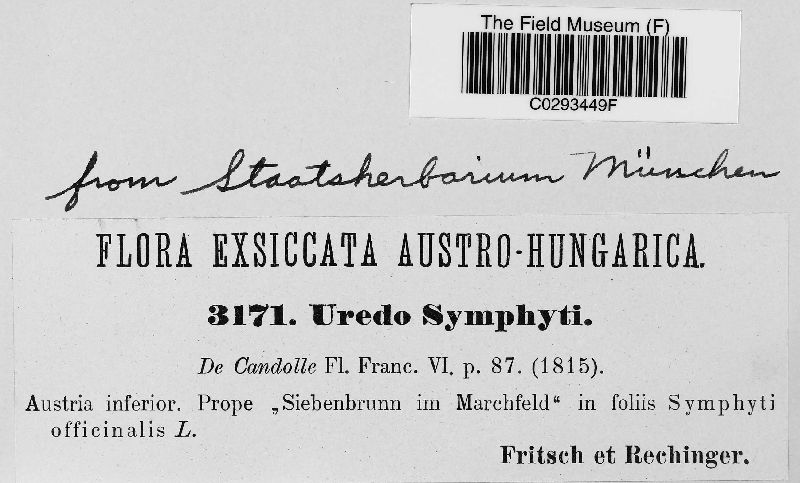 The Field Museum (F)
C0293449F
from Staatsherbarium München
FLORA EXSICCATA AUSTRO-HUNGARICA.
3171. Uredo Symphyti.
De Candolle Fl. Franc. VI, p. 87. (1815).
Austria inferior. Prope „Siebenbrunn im Marchfeld“ in foliis Symphyti
officinalis L.
Fritsch et Rechinger.